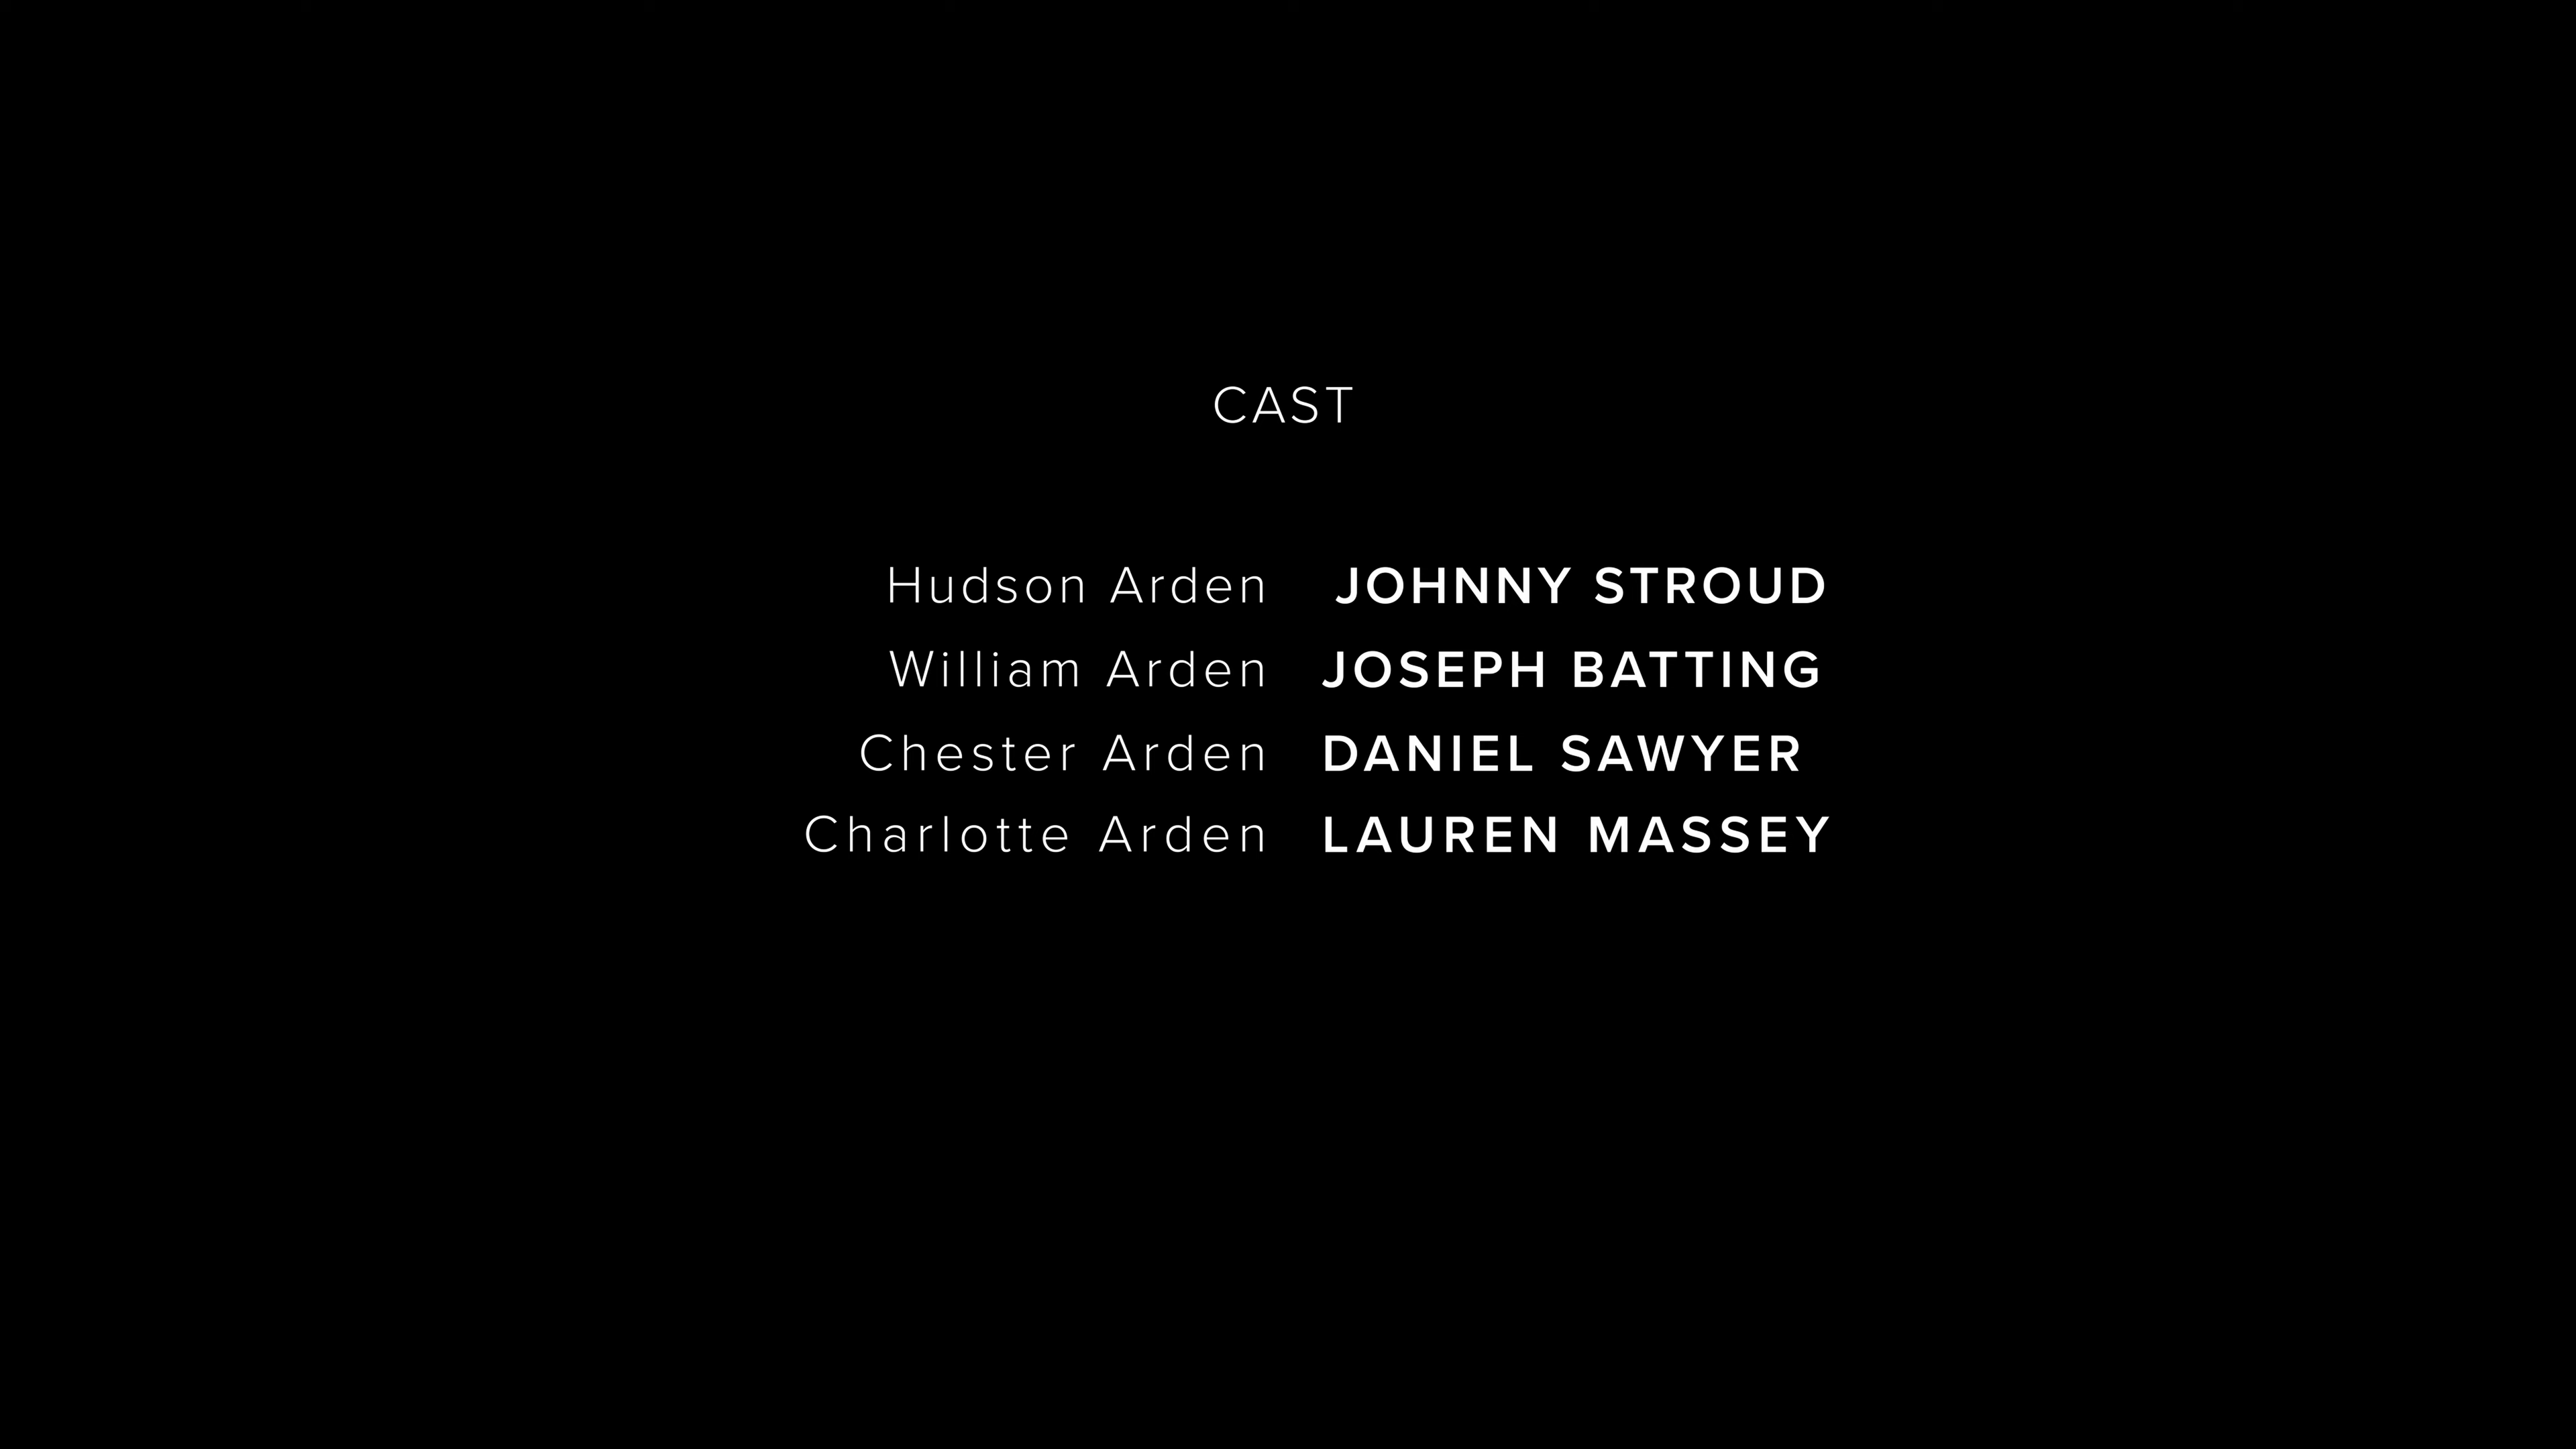 CAST
Hudson Arden JOHNNY STROUD
William Arden JOSEPH BATTING
Chester Arden DANIEL SAWYER
Charlotte Arden LAUREN MASSEY